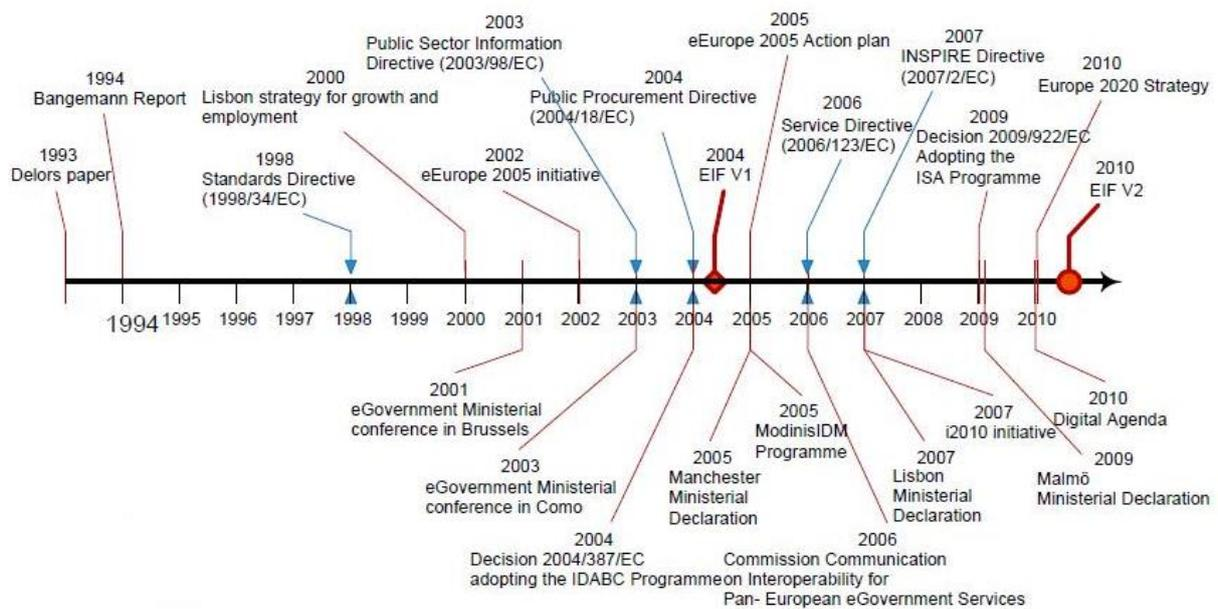 1993
Delors paper
1994
Bangemann Report
1998
Standards Directive
(1998/34/EC)
2000
Lisbon strategy for growth and
employment
2002
eEurope 2005 initiative
2003
Public Sector Information
Directive (2003/98/EC)
2004
Public Procurement Directive
(2004/18/EC)
2004
EIF V1
2005
eEurope 2005 Action plan
2006
Service Directive
(2006/123/EC)
2007
INSPIRE Directive
(2007/2/EC)
2009
Decision 2009/922/EC
Adopting the
ISA Programme
2010
Europe 2020 Strategy
2010
EIF V2
1994 1995 1996 1997 1998 1999 2000 2001 2002 2003 2004 2005 2006 2007 2008 2009 2010
2001
eGovernment Ministerial
conference in Brussels
2003
eGovernment Ministerial
conference in Como
2004
Decision 2004/387/EC
adopting the IDABC Programme
2005
Manchester
Ministerial
Declaration
2005
ModinisIDM
Programme
2006
Commission Communication
on Interoperability for
Pan- European eGovernment Services
2007
Lisbon
Ministerial
Declaration
2007
i2010 initiative
2009
Malmö
Ministerial Declaration
2010
Digital Agenda